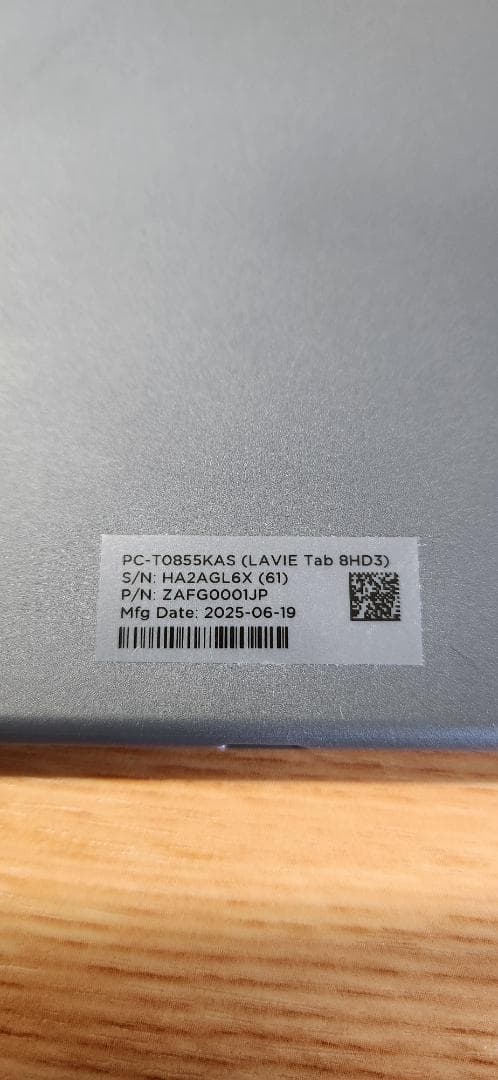 PC-T0855KAS (LAVIE Tab 8HD3)
S/N: HA2AGL6X (61)
P/N: ZAFG0001JP
Mfg Date: 2025-06-19